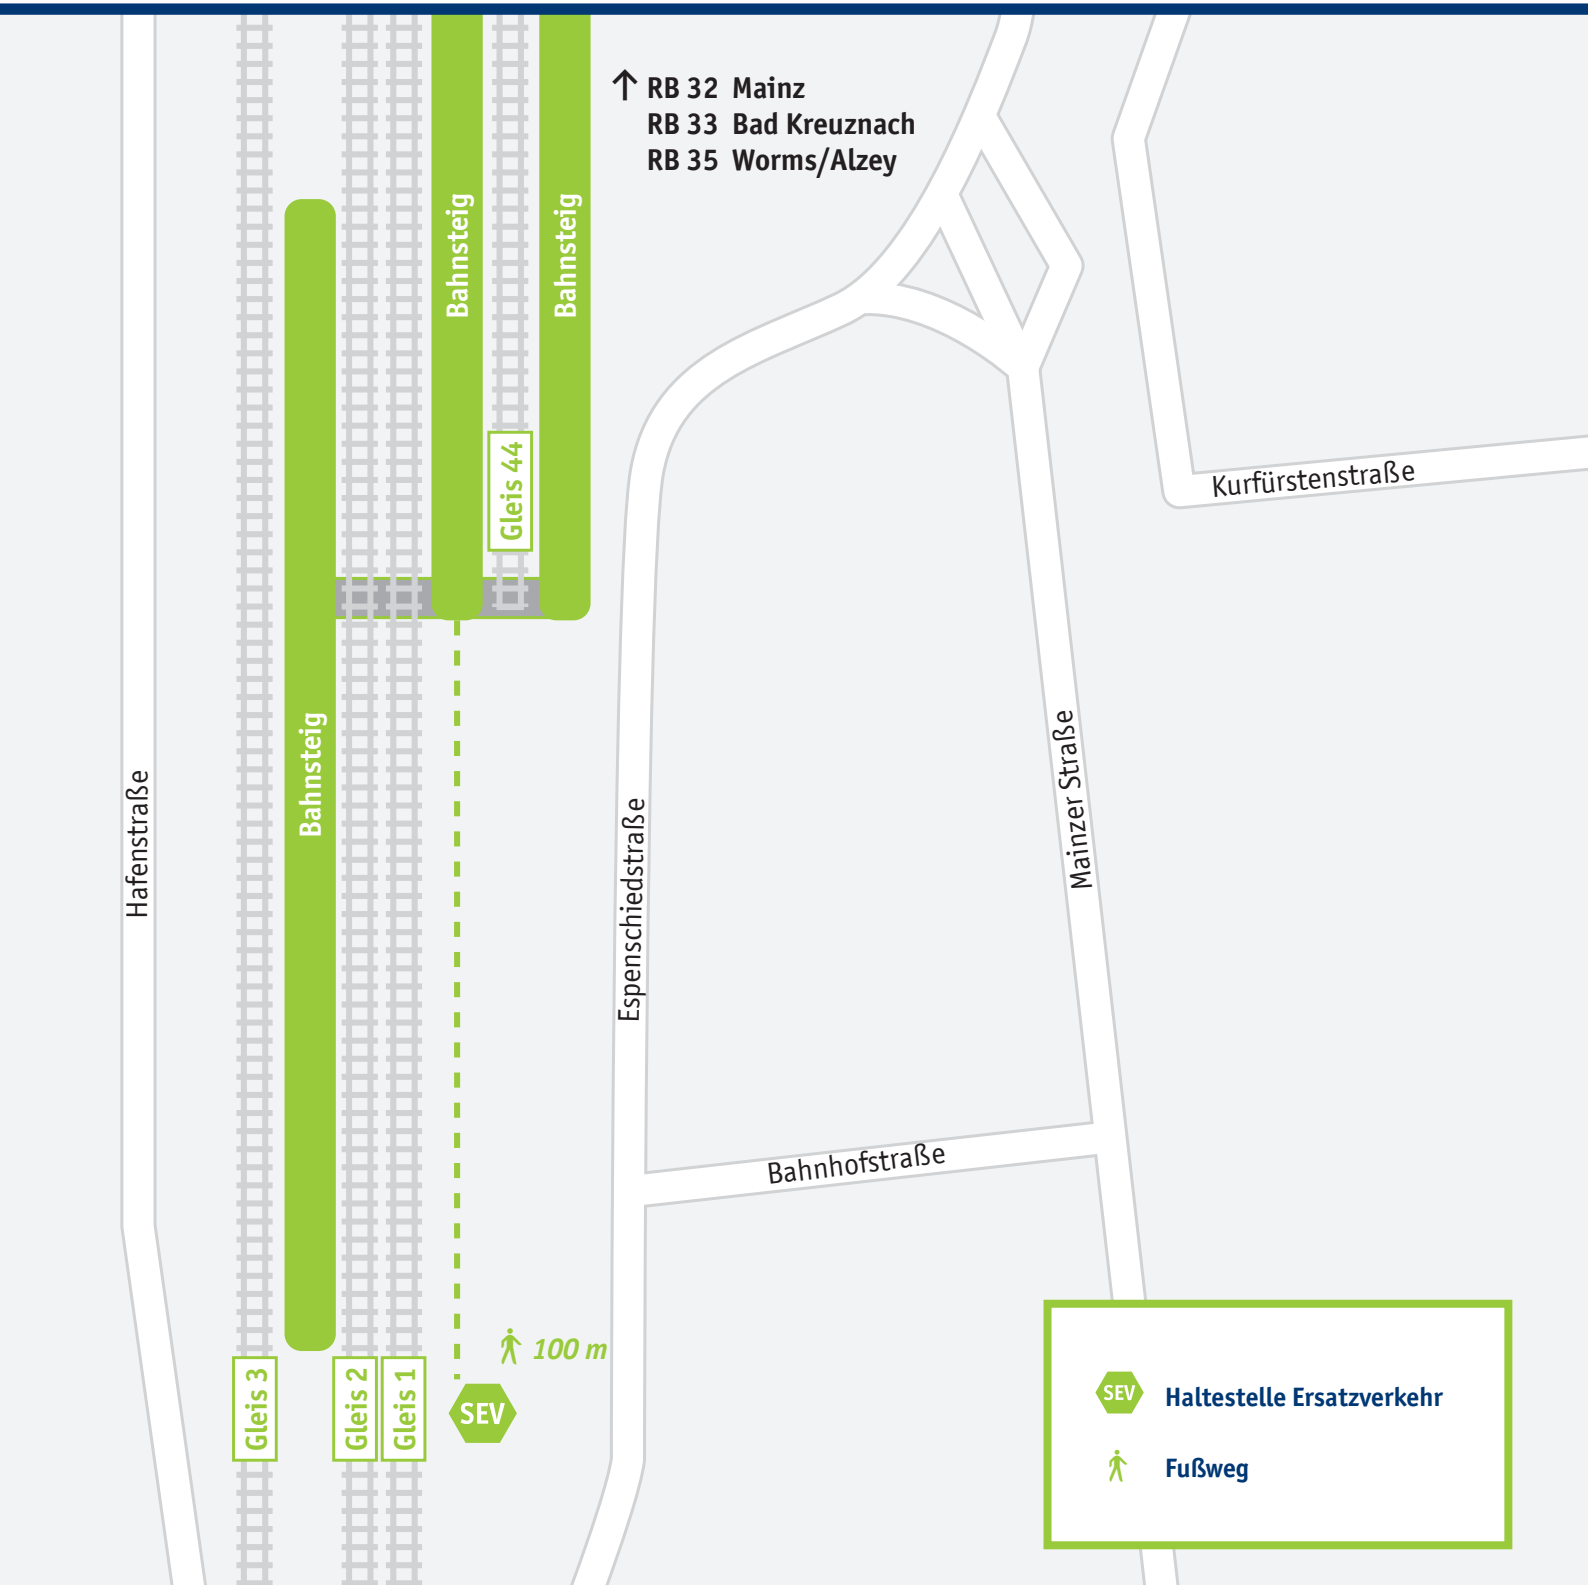 RB 32 Mainz
RB 33 Bad Kreuznach
RB 35 Worms/Alzey
Bahnsteig
Bahnsteig
Gleis 44
Kurfürstenstraße
Bahnsteig
Hafenstraße
Espenschiedstraße
Mainzer Straße
Bahnhofstraße
100 m
Gleis 3
Gleis 2
Gleis 1
SEV
SEV Haltestelle Ersatzverkehr
Fußweg